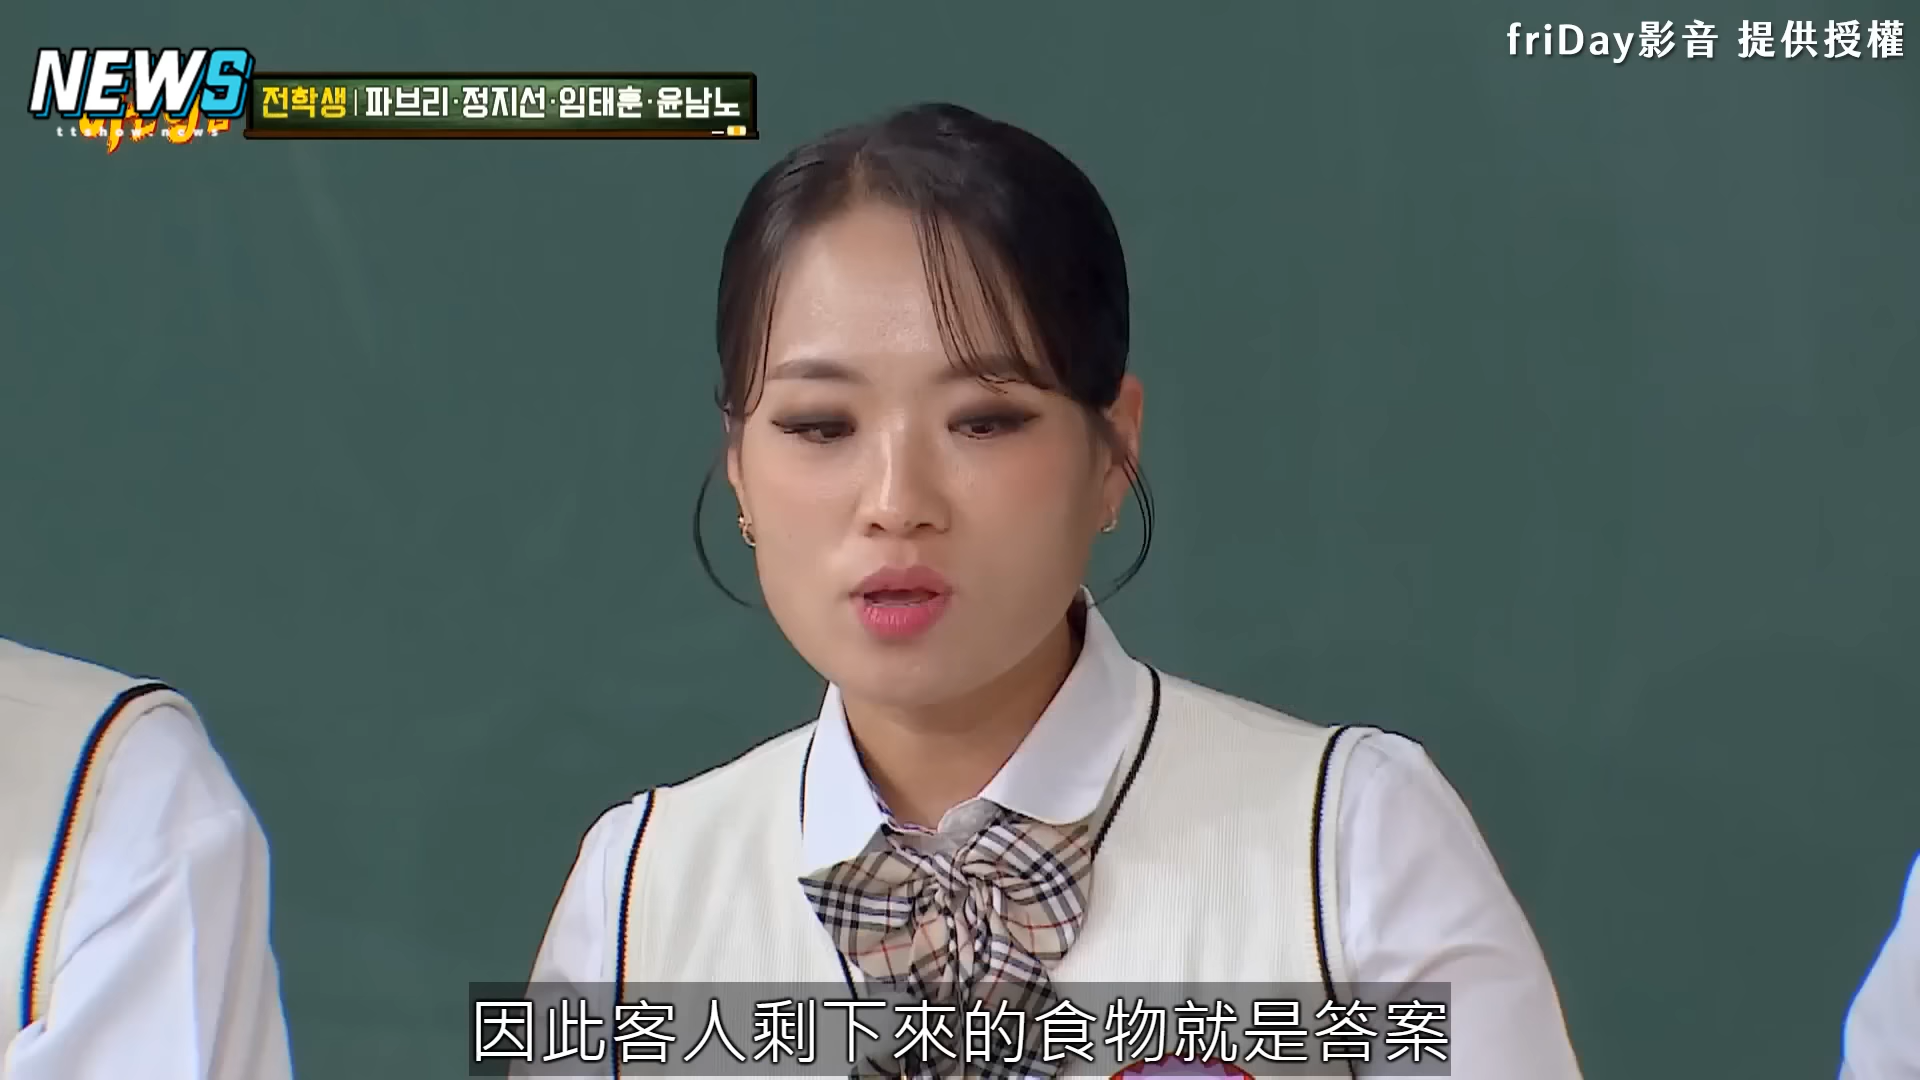 friDay影音 提供授權
NEWS
ttshow news
전학생 | 파브리·정지선·임태훈·윤남노
因此客人剩下來的食物就是答案